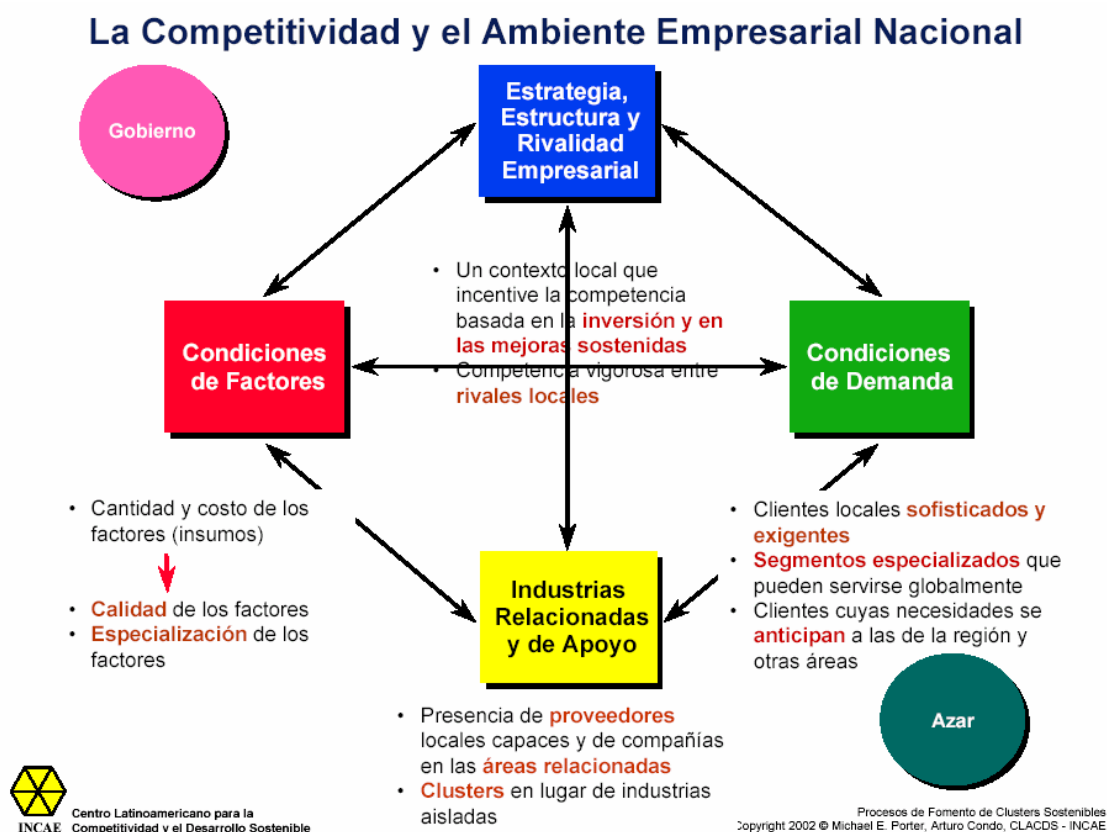 La Competitividad y el Ambiente Empresarial Nacional
Gobierno
Estrategia,
Estructura y
Rivalidad
Empresarial
• Un contexto local que
incentive la competencia
basada en la inversión y en
las mejoras sostenidas
• Competencia vigorosa entre
rivales locales
Condiciones
de Factores
Condiciones
de Demanda
• Cantidad y costo de los
factores (insumos)
• Calidad de los factores
• Especialización de los
factores
• Clientes locales sofisticados y
exigentes
• Segmentos especializados que
pueden servirse globalmente
• Clientes cuyas necesidades se
anticipan a las de la región y
otras áreas
Industrias
Relacionadas
y de Apoyo
• Presencia de proveedores
locales capaces y de compañías
en las áreas relacionadas
• Clusters en lugar de industrias
aisladas
Azar
INCAE
Centro Latinoamericano para la
Competitividad y el Desarrollo Sostenible
Procesos de Fomento de Clusters Sostenibles
Copyright 2002 © Michael E. Porter, Arturo Condo, CLACDS - INCAE